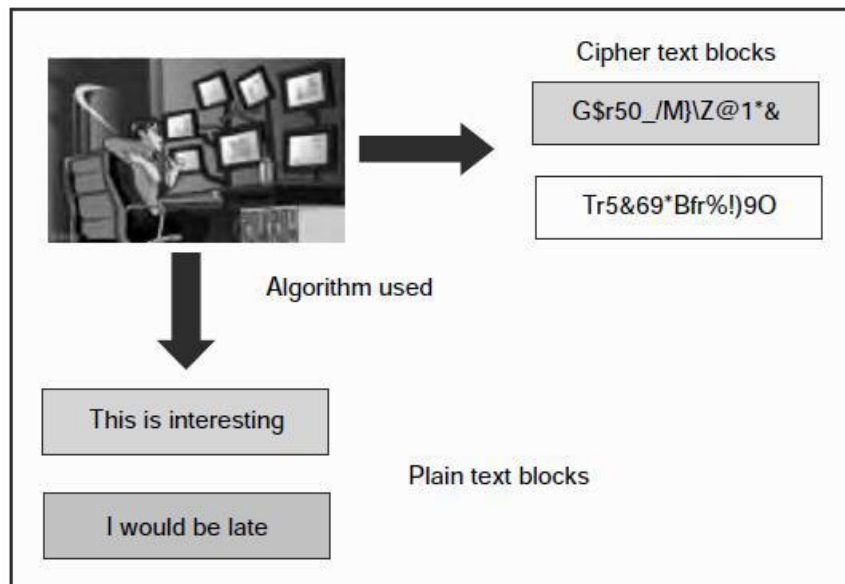 Cipher text blocks
G$r50_/M}\Z@1*&
Tr5&69*Bfr%!)9O
Algorithm used
This is interesting
Plain text blocks
I would be late